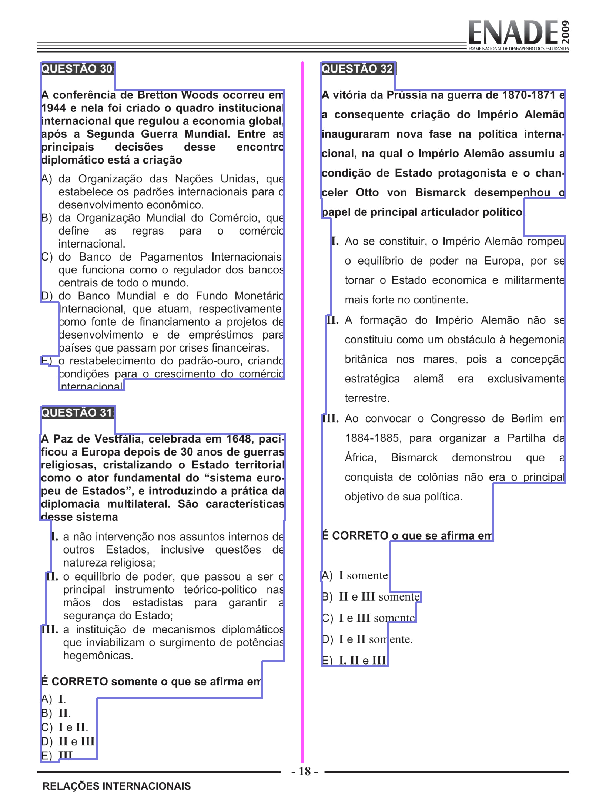 ENADE 2009
EXAME NACIONAL DE DESEMPENHO DOS ESTUDANTES
QUESTÃO 30
A conferência de Bretton Woods ocorreu em
1944 e nela foi criado o quadro institucional
internacional que regulou a economia global,
após a Segunda Guerra Mundial. Entre as
principais decisões desse encontro
diplomático está a criação
A) da Organização das Nações Unidas, que
estabelece os padrões internacionais para o
desenvolvimento econômico.
B) da Organização Mundial do Comércio, que
define as regras para o comércio
internacional.
C) do Banco de Pagamentos Internacionais
que funciona como o regulador dos bancos
centrais de todo o mundo.
D) do Banco Mundial e do Fundo Monetário
Internacional, que atuam, respectivamente
como fonte de financiamento a projetos de
desenvolvimento e de empréstimos para
países que passam por crises financeiras.
E) o restabelecimento do padrão-ouro, criando
condições para o crescimento do comércio
internacional
QUESTÃO 31
A Paz de Vestfália, celebrada em 1648, paci-
ficou a Europa depois de 30 anos de guerras
religiosas, cristalizando o Estado territorial
como o ator fundamental do “sistema euro-
peu de Estados”, e introduzindo a prática da
diplomacia multilateral. São características
desse sistema
I. a não intervenção nos assuntos internos de
outros Estados, inclusive questões de
natureza religiosa;
II. o equilíbrio de poder, que passou a ser o
principal instrumento teórico-político nas
mãos dos estadistas para garantir a
segurança do Estado;
III. a instituição de mecanismos diplomáticos
que inviabilizam o surgimento de potências
hegemônicas.
É CORRETO somente o que se afirma em
A) I.
B) II.
C) I e II.
D) II e III
E) III
QUESTÃO 32
A vitória da Prússia na guerra de 1870-1871 e
a consequente criação do Império Alemão
inauguraram nova fase na política interna-
cional, na qual o Império Alemão assumiu a
condição de Estado protagonista e o chan-
celer Otto von Bismarck desempenhou o
papel de principal articulador político
I. Ao se constituir, o Império Alemão rompeu
o equilíbrio de poder na Europa, por se
tornar o Estado economica e militarmente
mais forte no continente.
II. A formação do Império Alemão não se
constituiu como um obstáculo à hegemonia
britânica nos mares, pois a concepção
estratégica alemã era exclusivamente
terrestre.
III. Ao convocar o Congresso de Berlim em
1884-1885, para organizar a Partilha da
África, Bismarck demonstrou que a
conquista de colônias não era o principal
objetivo de sua política.
É CORRETO o que se afirma em
A) I somente
B) II e III somente
C) I e III somente
D) I e II somente.
E) I, II e III
- 18 -
RELAÇÕES INTERNACIONAIS